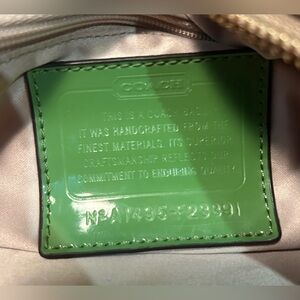 COACH
THIS IS A COACH BAG.
IT WAS HANDCRAFTED FROM THE
FINEST MATERIALS. ITS SUPERIOR
CRAFTSMANSHIP REFLECTS OUR
COMMITMENT TO ENDURING QUALITY.